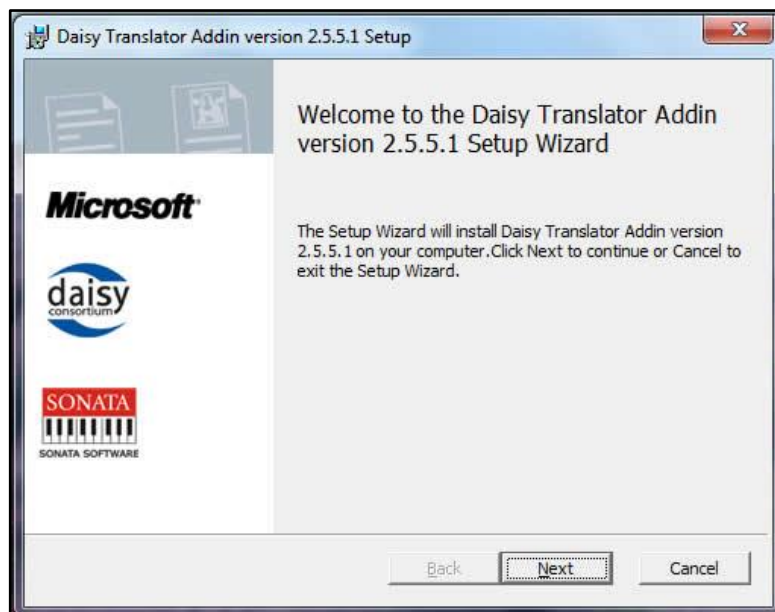 Daisy Translator Addin version 2.5.5.1 Setup
X
Welcome to the Daisy Translator Addin
version 2.5.5.1 Setup Wizard
Microsoft
The Setup Wizard will install Daisy Translator Addin version
2.5.5.1 on your computer.Click Next to continue or Cancel to
exit the Setup Wizard.
daisy
consortium
SONATA
SONATA SOFTWARE
Back
Next
Cancel